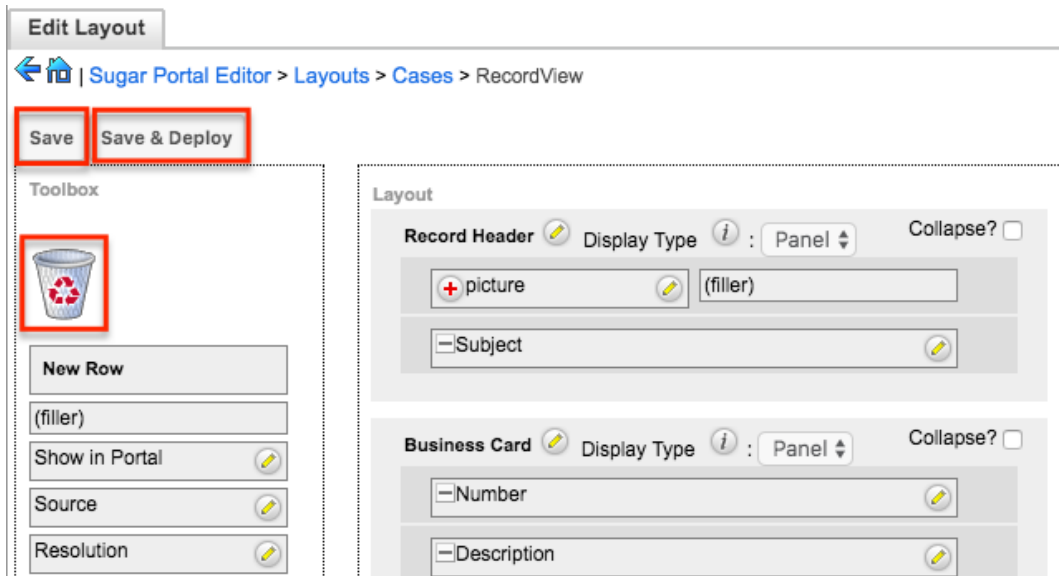 Edit Layout
| Sugar Portal Editor > Layouts > Cases > RecordView
Save Save & Deploy
Toolbox
New Row
(filler)
Show in Portal
Source
Resolution
Layout
Record Header Display Type i : Panel Collapse?
picture (filler)
Subject
Business Card Display Type i : Panel Collapse?
Number
Description